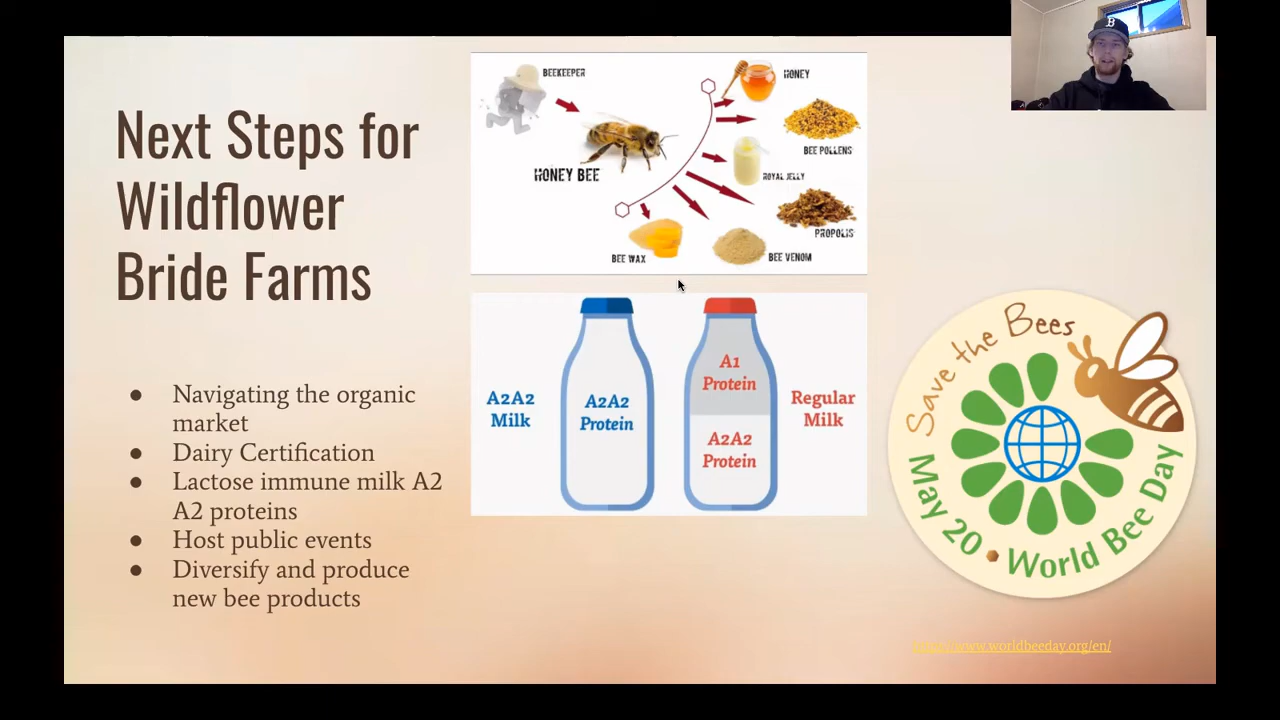 Next Steps for
Wildflower
Bride Farms
● Navigating the organic
market
● Dairy Certification
● Lactose immune milk A2
A2 proteins
● Host public events
● Diversify and produce
new bee products
BEEKEEPER
HONEY BEE
HONEY
BEE POLLENS
ROYAL JELLY
PROPOLIS
BEE VENOM
BEE WAX
A2A2
Milk
A2A2
Protein
A1
Protein
A2A2
Protein
Regular
Milk
Save the Bees
May 20 • World Bee Day
http://www.worldbeeday.org/en/
B